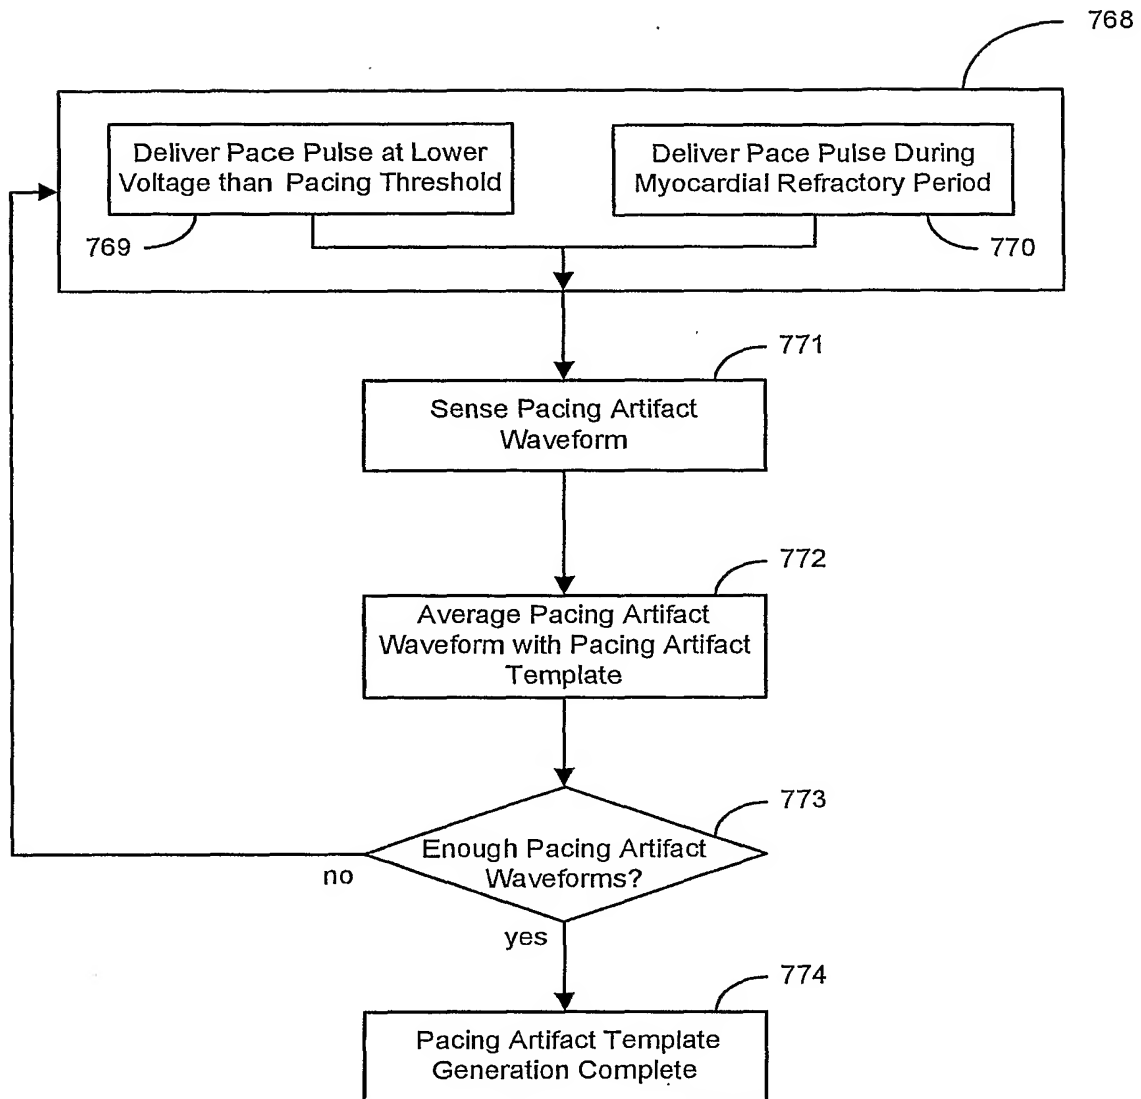 768
Deliver Pace Pulse at Lower
Voltage than Pacing Threshold
Deliver Pace Pulse During
Myocardial Refractory Period
769
770
771
Sense Pacing Artifact
Waveform
772
Average Pacing Artifact
Waveform with Pacing Artifact
Template
773
Enough Pacing Artifact
Waveforms?
no
yes
774
Pacing Artifact Template
Generation Complete